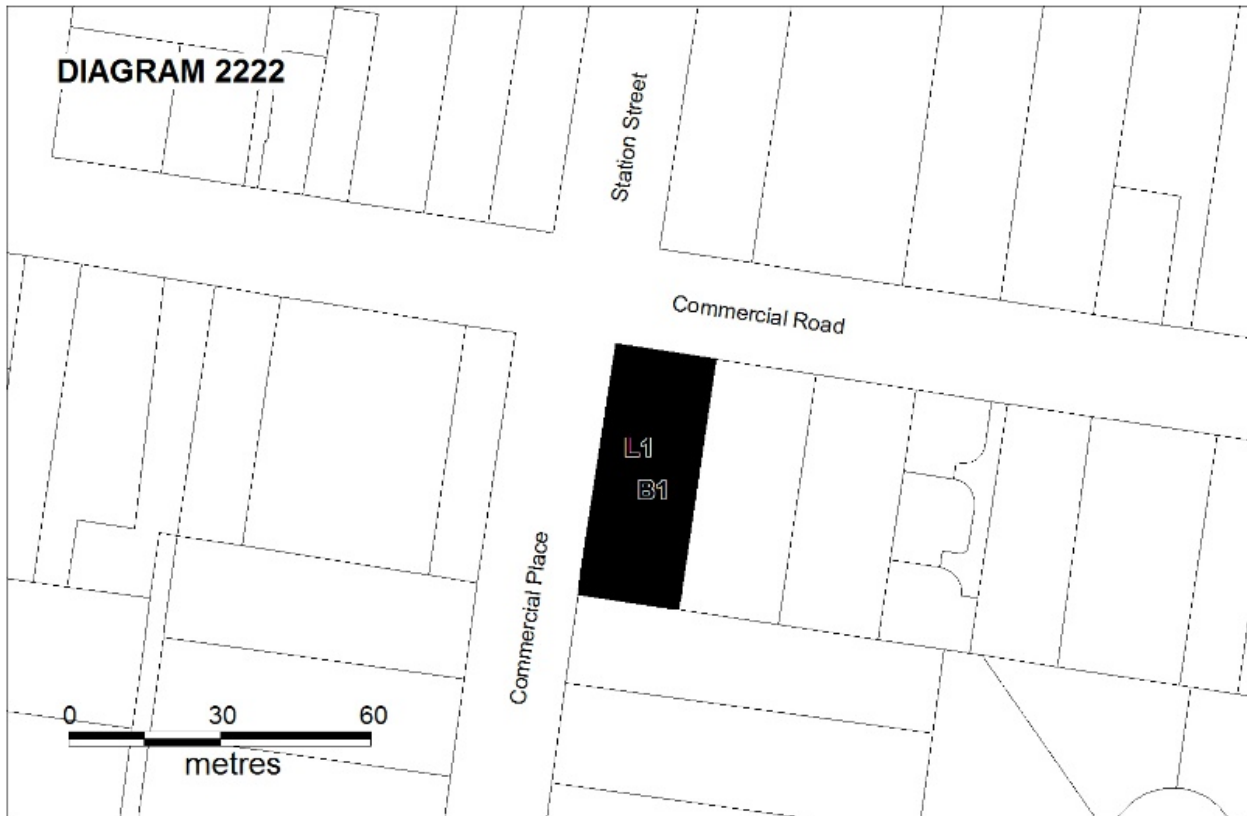 DIAGRAM 2222
Station Street
Commercial Road
L1
B1
Commercial Place
0 30 60
metres